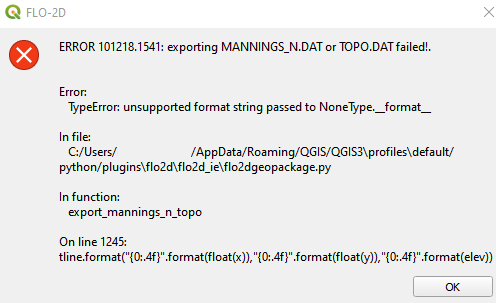 FLO-2D
ERROR 101218.1541: exporting MANNINGS_N.DAT or TOPO.DAT failed!.
Error:
TypeError: unsupported format string passed to NoneType.__format__
In file:
C:/Users/ /AppData/Roaming/QGIS/QGIS3\profiles\default/
python/plugins\flo2d\flo2d_ie\flo2dgeopackage.py
In function:
export_mannings_n_topo
On line 1245:
tline.format("{0:.4f}".format(float(x)),"{0:.4f}".format(float(y)),"{0:.4f}".format(elev))
OK